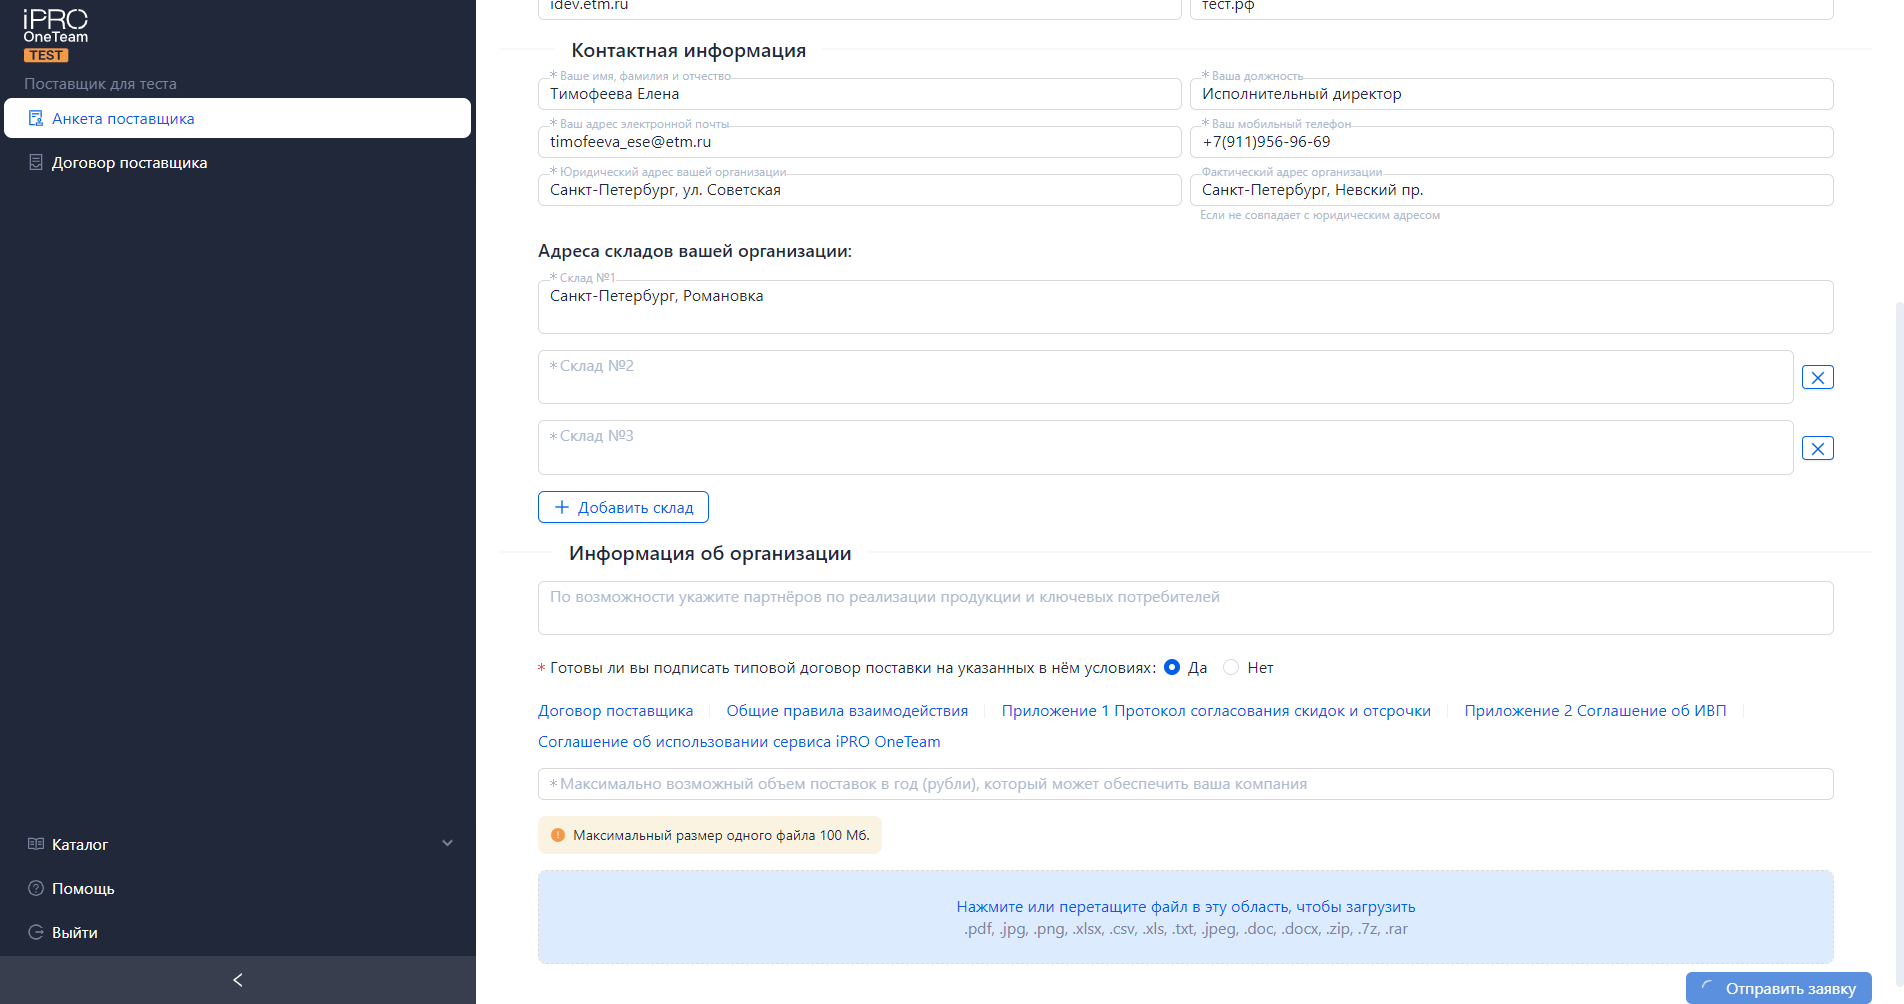 iPRO
OneTeam
TEST
Поставщик для теста
Анкета поставщика
Договор поставщика
Каталог
Помощь
Выйти
idev.etm.ru
тест.рф
Контактная информация
* Ваше имя, фамилия и отчество
Тимофеева Елена
* Ваша должность
Исполнительный директор
* Ваш адрес электронной почты
timofeeva_ese@etm.ru
* Ваш мобильный телефон
+7(911)956-96-69
* Юридический адрес вашей организации
Санкт-Петербург, ул. Советская
Фактический адрес организации
Санкт-Петербург, Невский пр.
Если не совпадает с юридическим адресом
Адреса складов вашей организации:
* Склад №1
Санкт-Петербург, Романовка
* Склад №2
* Склад №3
+ Добавить склад
Информация об организации
По возможности укажите партнёров по реализации продукции и ключевых потребителей
* Готовы ли вы подписать типовой договор поставки на указанных в нём условиях: Да Нет
Договор поставщика Общие правила взаимодействия Приложение 1 Протокол согласования скидок и отсрочки Приложение 2 Соглашение об ИВП
Соглашение об использовании сервиса iPRO OneTeam
* Максимально возможный объем поставок в год (рубли), который может обеспечить ваша компания
Максимальный размер одного файла 100 Мб.
Нажмите или перетащите файл в эту область, чтобы загрузить
.pdf, .jpg, .png, .xlsx, .csv, .xls, .txt, .jpeg, .doc, .docx, .zip, .7z, .rar
Отправить заявку